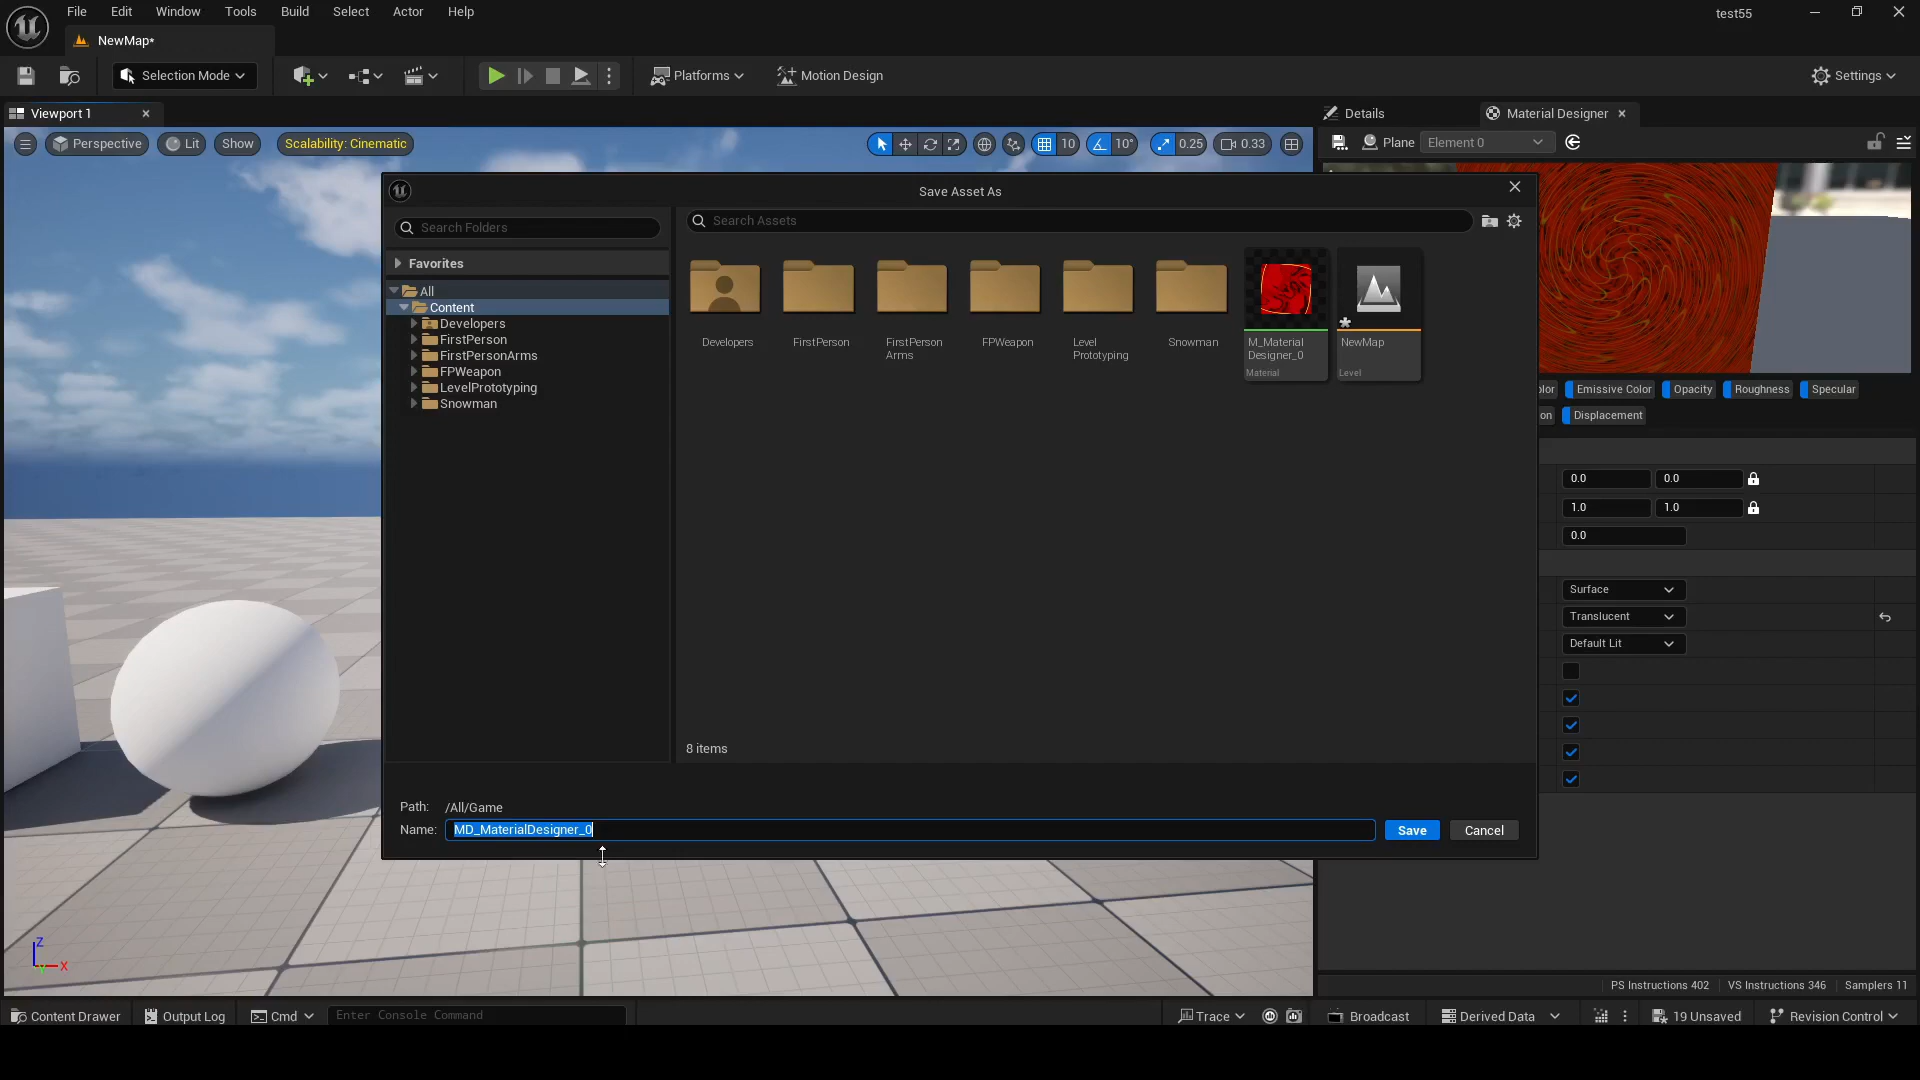 File Edit Window Tools Build Select Actor Help
test55
NewMap*
Selection Mode
Platforms
Motion Design
Settings
Viewport 1
Details
Material Designer
Perspective
Lit
Show
Scalability: Cinematic
10
10°
0.25
0.33
Plane
Element 0
Save Asset As
Search Folders
Search Assets
Favorites
All
Content
Developers
FirstPerson
FirstPersonArms
FPWeapon
LevelPrototyping
Snowman
Developers
FirstPerson
FirstPerson
Arms
FPWeapon
Level
Prototyping
Snowman
M_Material
Designer_0
Material
NewMap
Level
lor
Emissive Color
Opacity
Roughness
Specular
on
Displacement
0.0
0.0
1.0
1.0
0.0
Surface
Translucent
Default Lit
8 items
Path: /All/Game
Name: MD_MaterialDesigner_0
Save
Cancel
Z
X
PS Instructions 402
VS Instructions 346
Samplers 11
Content Drawer
Output Log
Cmd
Enter Console Command
Trace
Broadcast
Derived Data
19 Unsaved
Revision Control